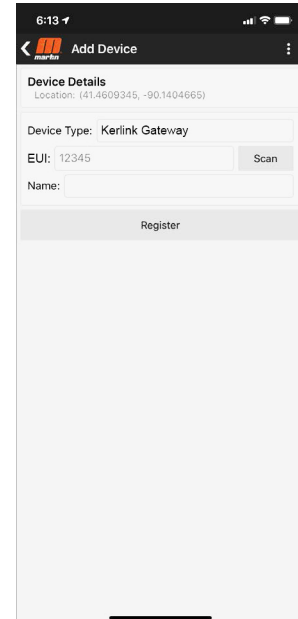 6:13
martin
Add Device
Device Details
Location: (41.4609345, -90.1404665)
Device Type: Kerlink Gateway
EUI: 12345 Scan
Name:
Register